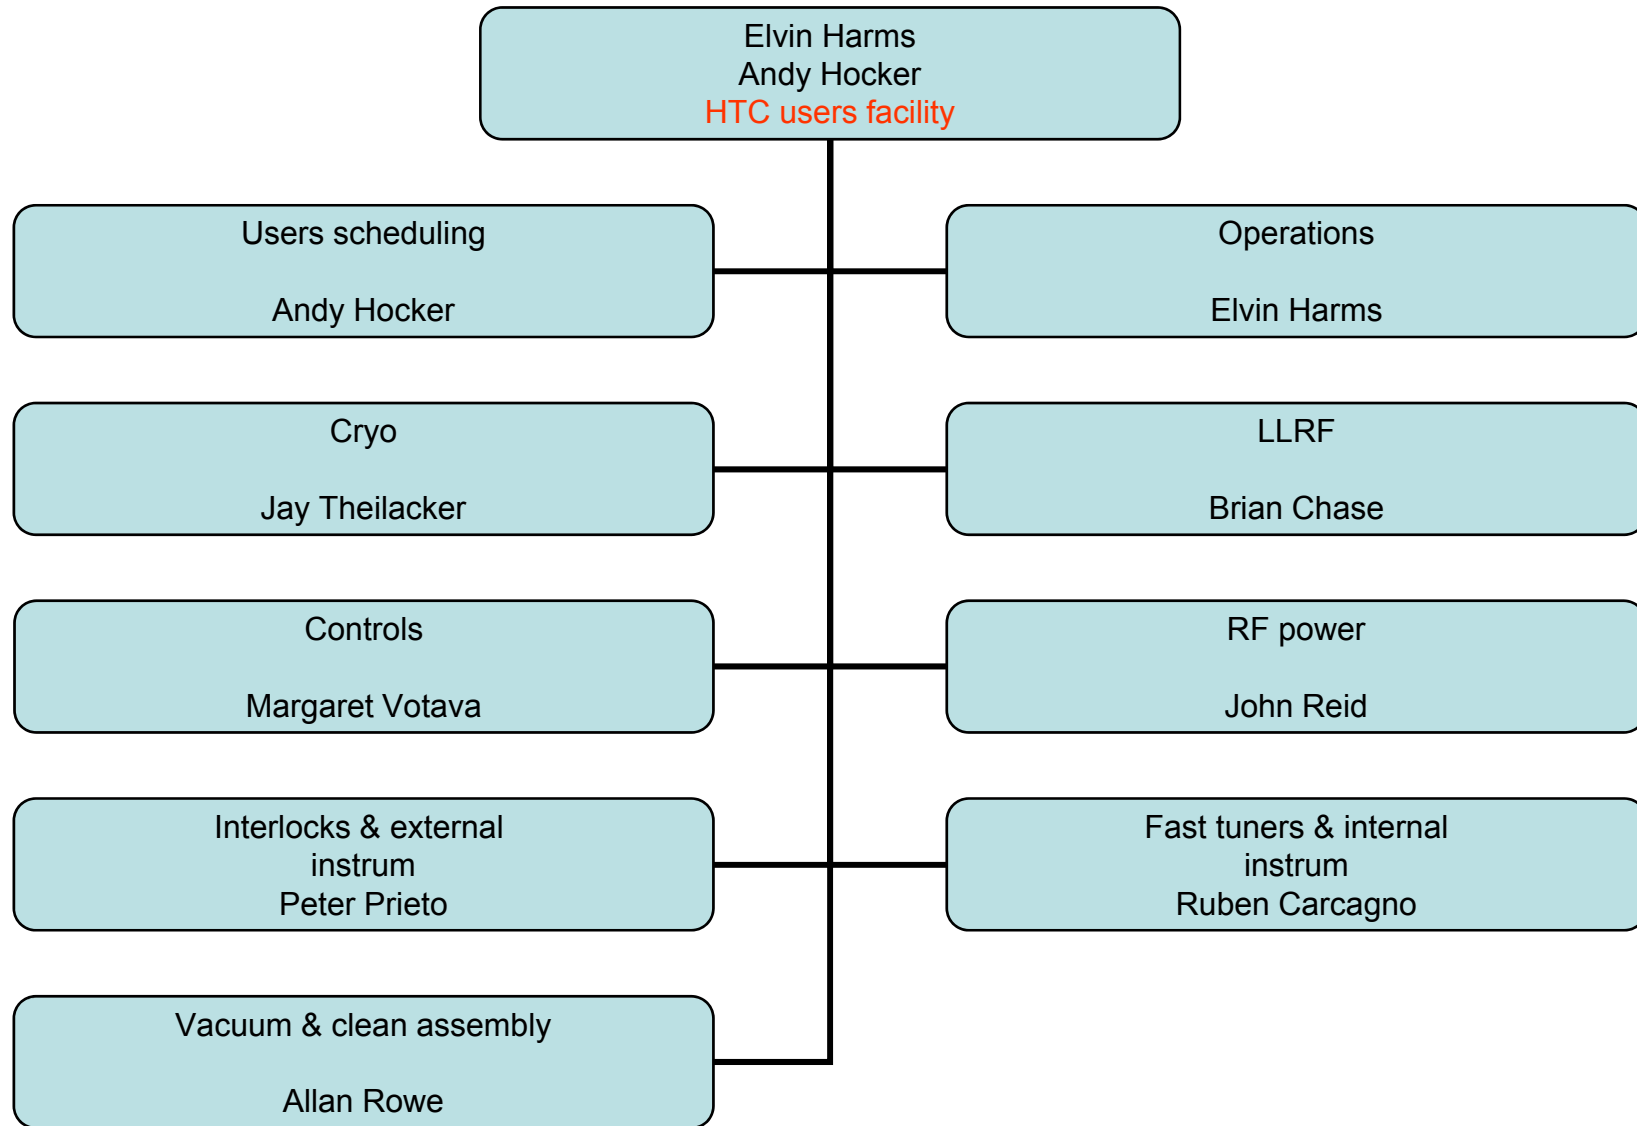 Elvin Harms
Andy Hocker
HTC users facility
Users scheduling
Andy Hocker
Operations
Elvin Harms
Cryo
Jay Theilacker
LLRF
Brian Chase
Controls
Margaret Votava
RF power
John Reid
Interlocks & external
instrum
Peter Prieto
Fast tuners & internal
instrum
Ruben Carcagno
Vacuum & clean assembly
Allan Rowe